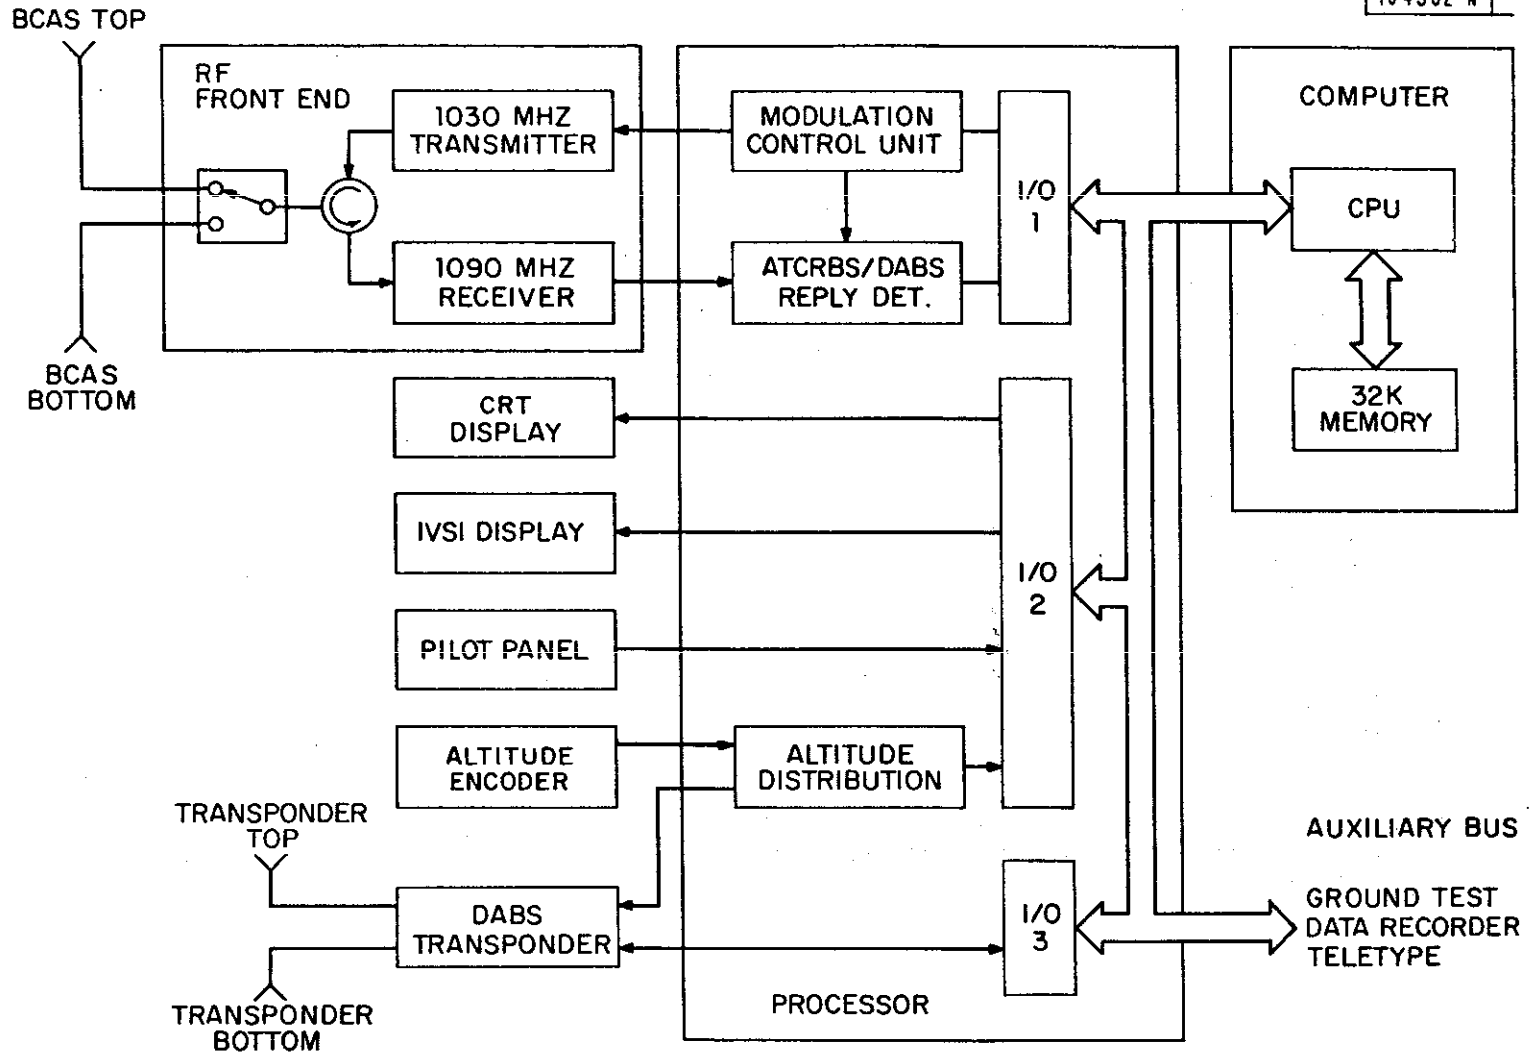 BCAS TOP
RF
FRONT END
1030 MHZ
TRANSMITTER
MODULATION
CONTROL UNIT
I/O
1
COMPUTER
CPU
1090 MHZ
RECEIVER
ATCRBS/DABS
REPLY DET.
BCAS
BOTTOM
32K
MEMORY
CRT
DISPLAY
IVSI DISPLAY
I/O
2
PILOT PANEL
ALTITUDE
ENCODER
ALTITUDE
DISTRIBUTION
TRANSPONDER
TOP
DABS
TRANSPONDER
I/O
3
TRANSPONDER
BOTTOM
PROCESSOR
AUXILIARY BUS
GROUND TEST
DATA RECORDER
TELETYPE